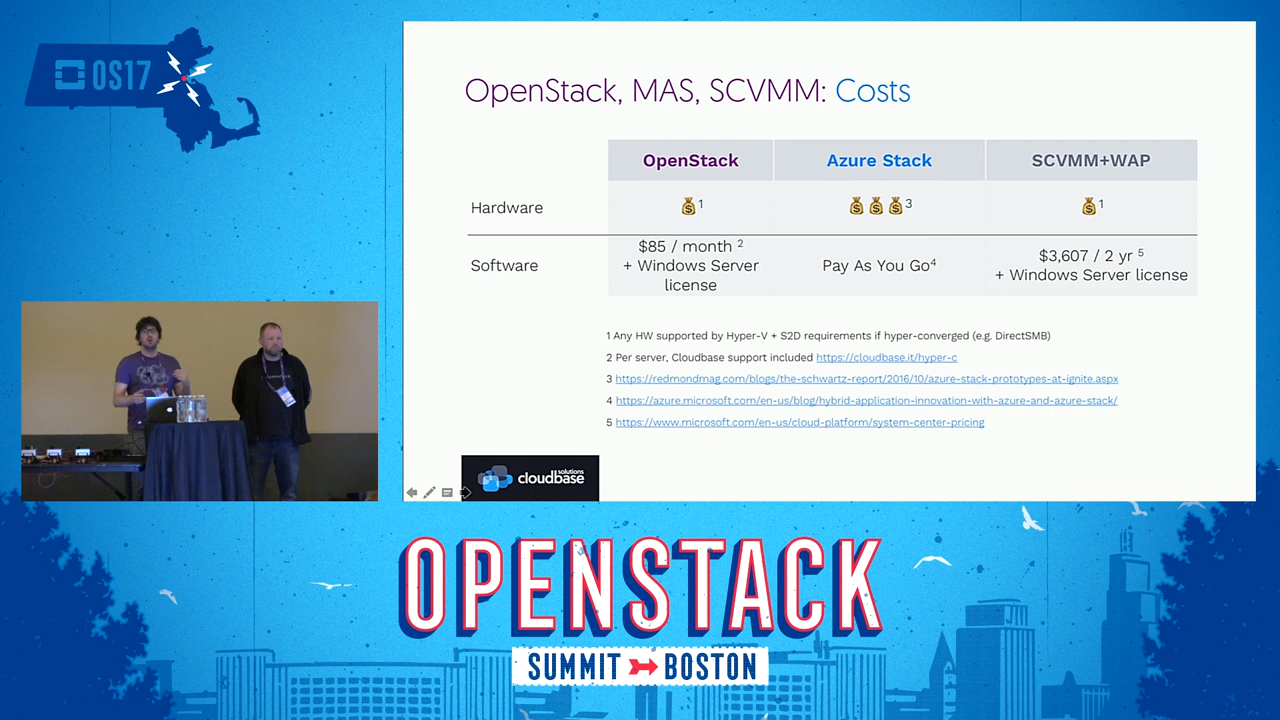 OS17
OpenStack, MAS, SCVMM: Costs
OpenStack
Azure Stack
SCVMM+WAP
Hardware
1
3
1
Software
$85 / month 2
+ Windows Server
license
Pay As You Go4
$3,607 / 2 yr 5
+ Windows Server license
1 Any HW supported by Hyper-V + S2D requirements if hyper-converged (e.g. DirectSMB)
2 Per server, Cloudbase support included https://cloudbase.it/hyper-c
3 https://redmondmag.com/blogs/the-schwartz-report/2016/10/azure-stack-prototypes-at-ignite.aspx
4 https://azure.microsoft.com/en-us/blog/hybrid-application-innovation-with-azure-and-azure-stack/
5 https://www.microsoft.com/en-us/cloud-platform/system-center-pricing
cloudbase
solutions
OPENSTACK
SUMMIT BOSTON